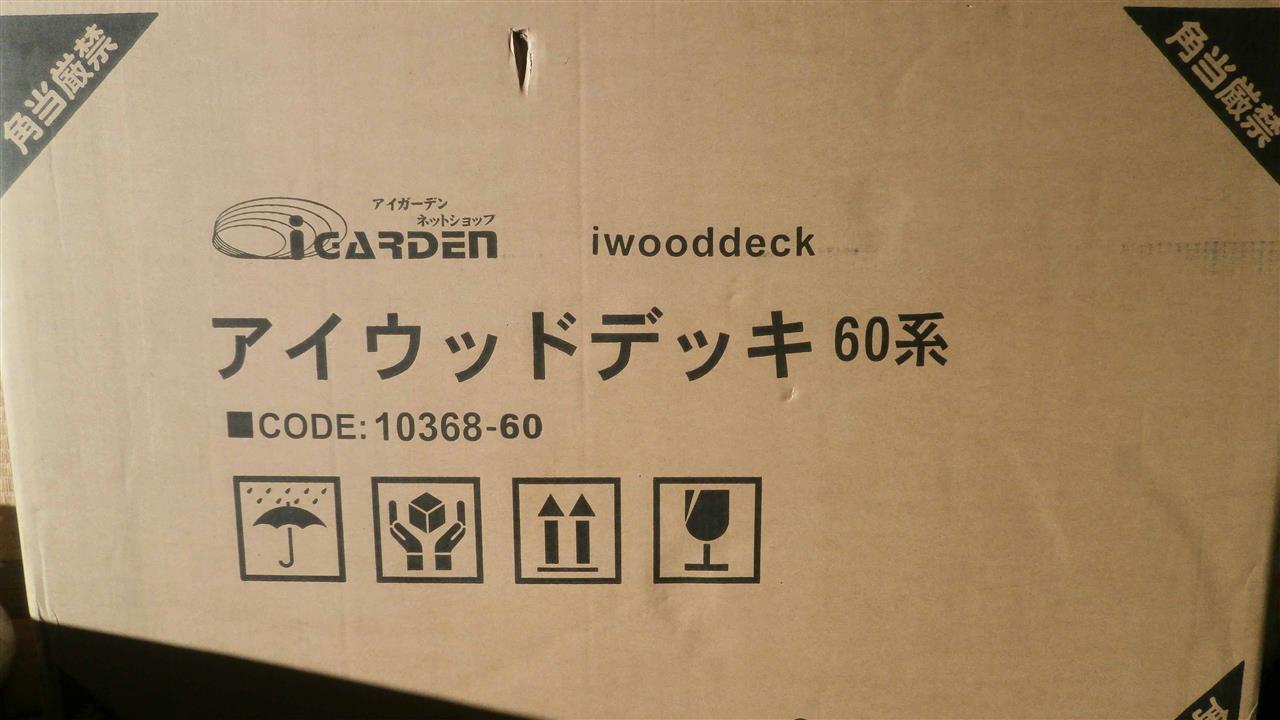 角当厳禁
角当厳禁
アイガーデン
ネットショップ
iGARDEN
iwooddeck
アイウッドデッキ 60系
■CODE: 10368-60